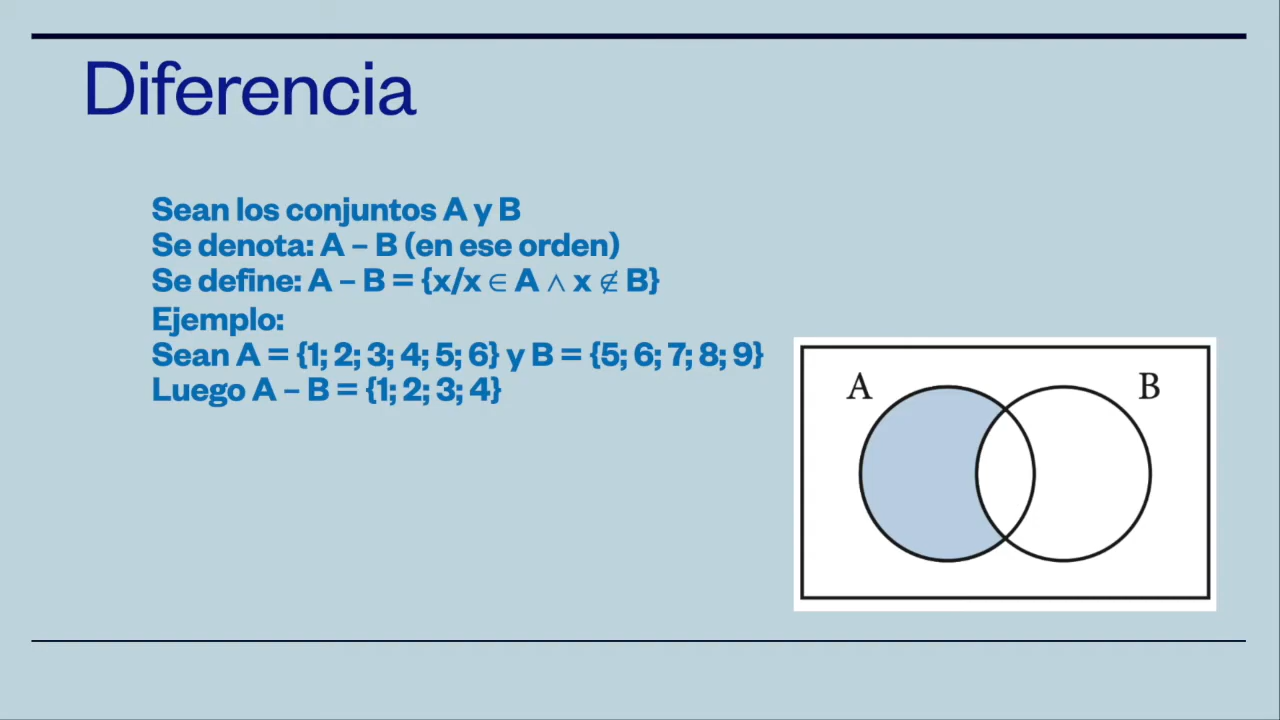 Diferencia
Sean los conjuntos A y B
Se denota: A – B (en ese orden)
Se define: A – B = {x/x ∈ A ∧ x ∉ B}
Ejemplo:
Sean A = {1; 2; 3; 4; 5; 6} y B = {5; 6; 7; 8; 9}
Luego A – B = {1; 2; 3; 4}
A
B